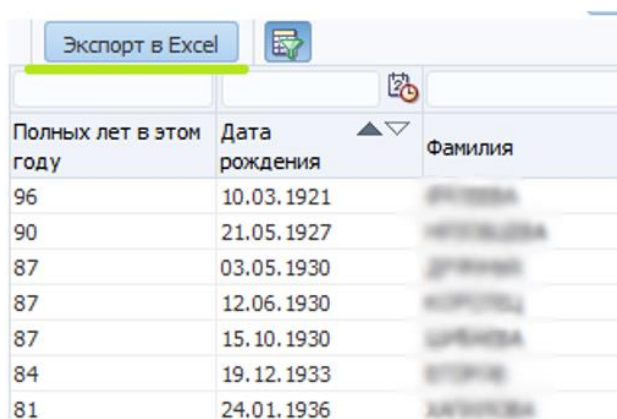 Экспорт в Excel
Полных лет в этом году
Дата рождения
Фамилия
96 10.03.1921
90 21.05.1927
87 03.05.1930
87 12.06.1930
87 15.10.1930
84 19.12.1933
81 24.01.1936